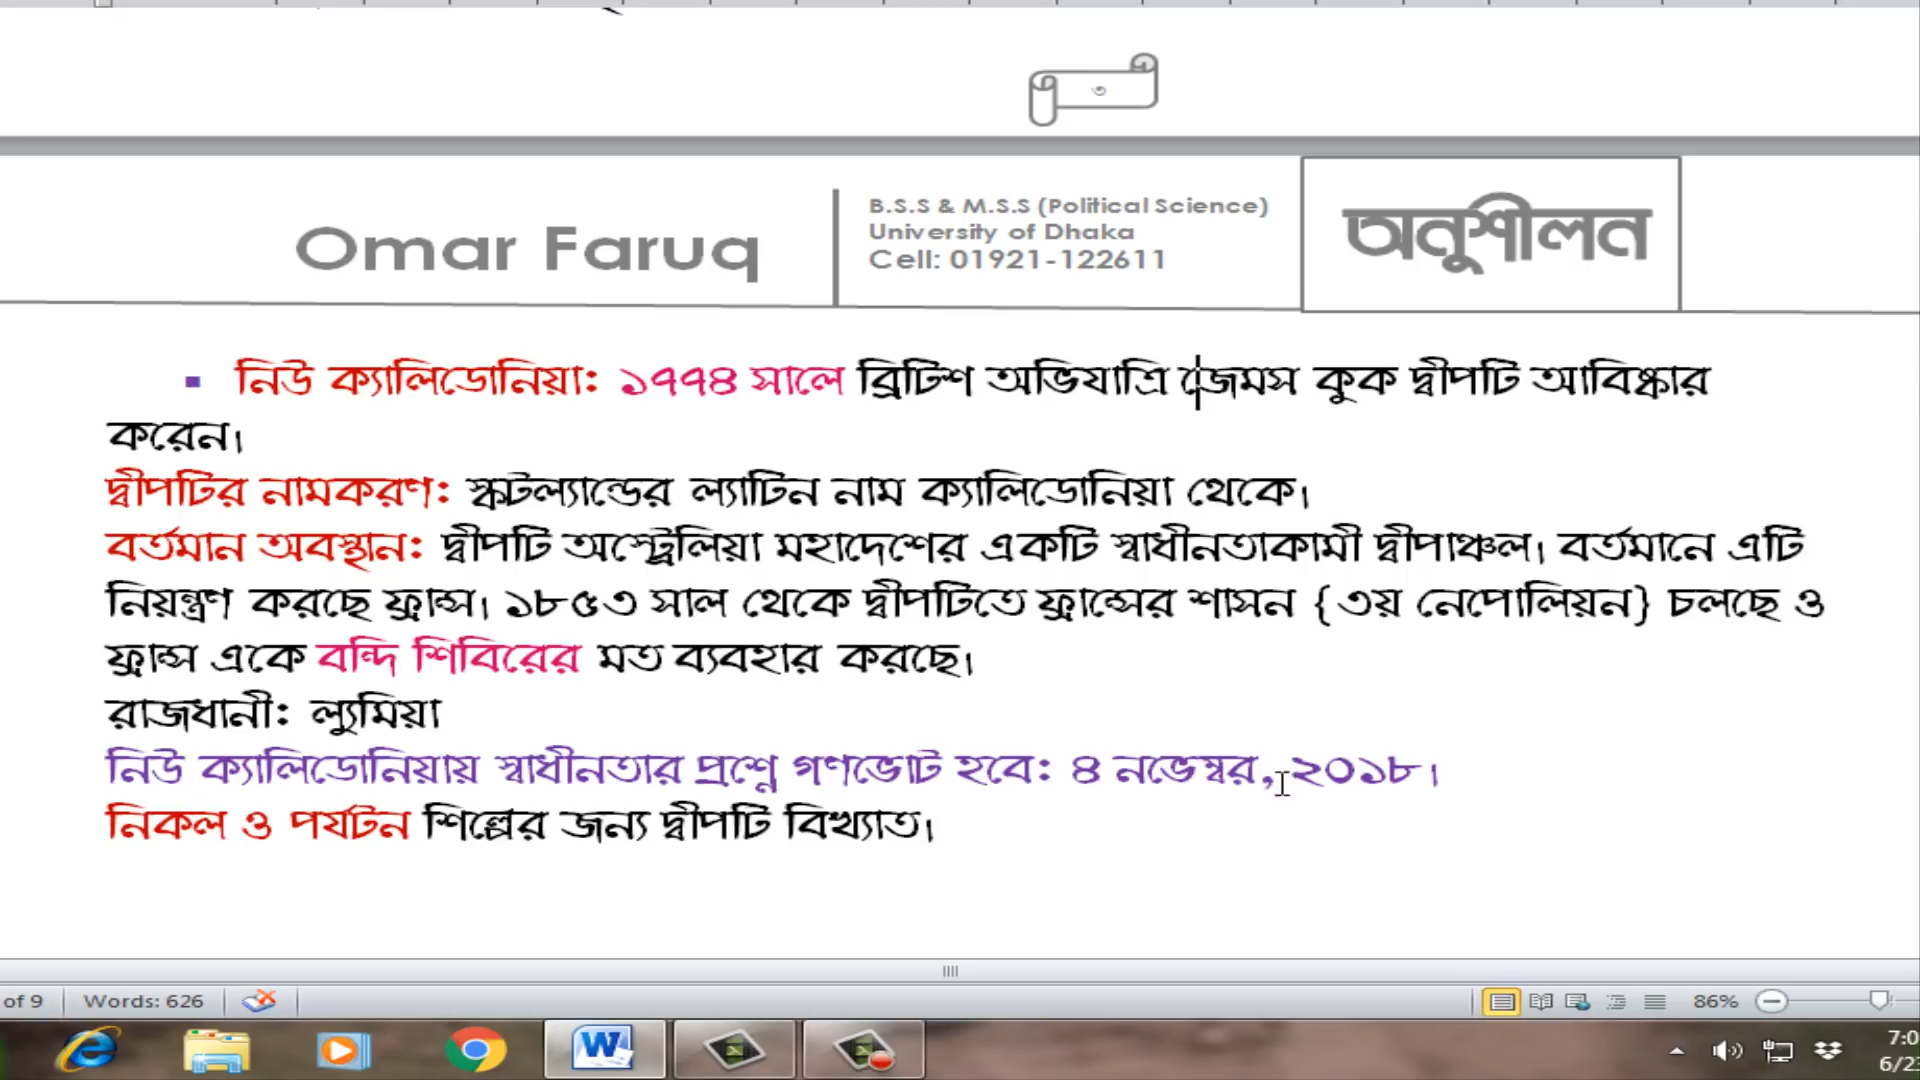 ৩
Omar Faruq
B.S.S & M.S.S (Political Science)
University of Dhaka
Cell: 01921-122611
অনুশীলন
▪ নিউ ক্যালিডোনিয়া: ১৭৭৪ সালে ব্রিটিশ অভিযাত্রি জেমস কুক দ্বীপটি আবিষ্কার
করেন।
দ্বীপটির নামকরণ: স্কটল্যান্ডের ল্যাটিন নাম ক্যালিডোনিয়া থেকে।
বর্তমান অবস্থান: দ্বীপটি অস্ট্রেলিয়া মহাদেশের একটি স্বাধীনতাকামী দ্বীপাঞ্চল। বর্তমানে এটি
নিয়ন্ত্রণ করছে ফ্রান্স। ১৮৫৩ সাল থেকে দ্বীপটিতে ফ্রান্সের শাসন {৩য় নেপোলিয়ন} চলছে ও
ফ্রান্স একে বন্দি শিবিরের মত ব্যবহার করছে।
রাজধানী: ল্যুমিয়া
নিউ ক্যালিডোনিয়ায় স্বাধীনতার প্রশ্নে গণভোট হবে: ৪ নভেম্বর, ২০১৮।
নিকল ও পর্যটন শিল্পের জন্য দ্বীপটি বিখ্যাত।
of 9
Words: 626
86%
7:0
6/2